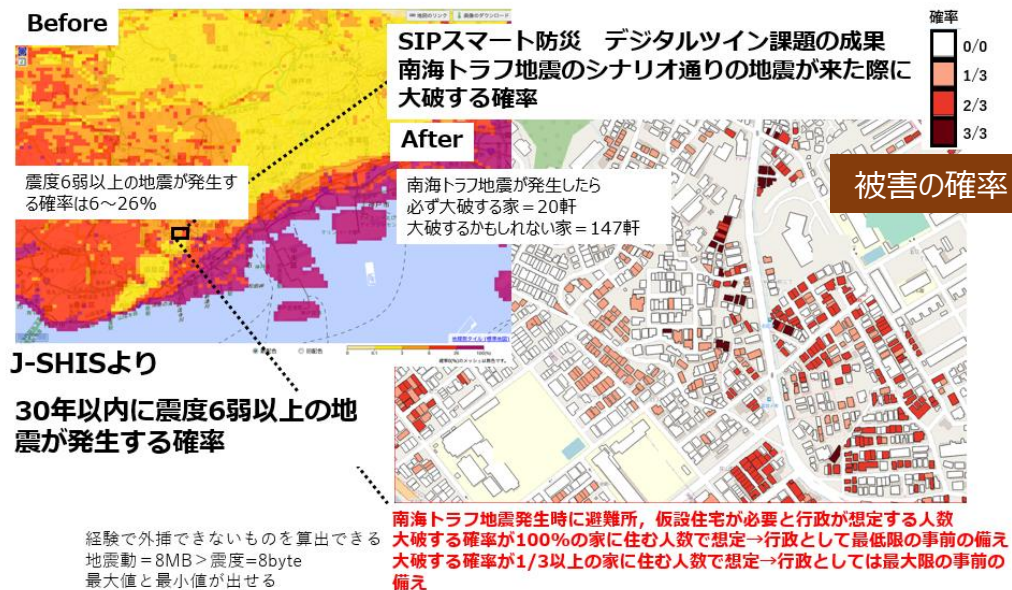 Before
地図のリンク
画像のダウンロード
SIPスマート防災　デジタルツイン課題の成果
南海トラフ地震のシナリオ通りの地震が来た際に
大破する確率
確率
0/0
1/3
2/3
3/3
After
被害の確率
震度6弱以上の地震が発生す
る確率は6～26%
南海トラフ地震が発生したら
必ず大破する家＝20軒
大破するかもしれない家＝147軒
J-SHISより
30年以内に震度6弱以上の地
震が発生する確率
経験で外挿できないものを算出できる
地震動＝8MB＞震度＝8byte
最大値と最小値が出せる
南海トラフ地震発生時に避難所，仮設住宅が必要と行政が想定する人数
大破する確率が100%の家に住む人数で想定→行政として最低限の事前の備え
大破する確率が1/3以上の家に住む人数で想定→行政としては最大限の事前の
備え